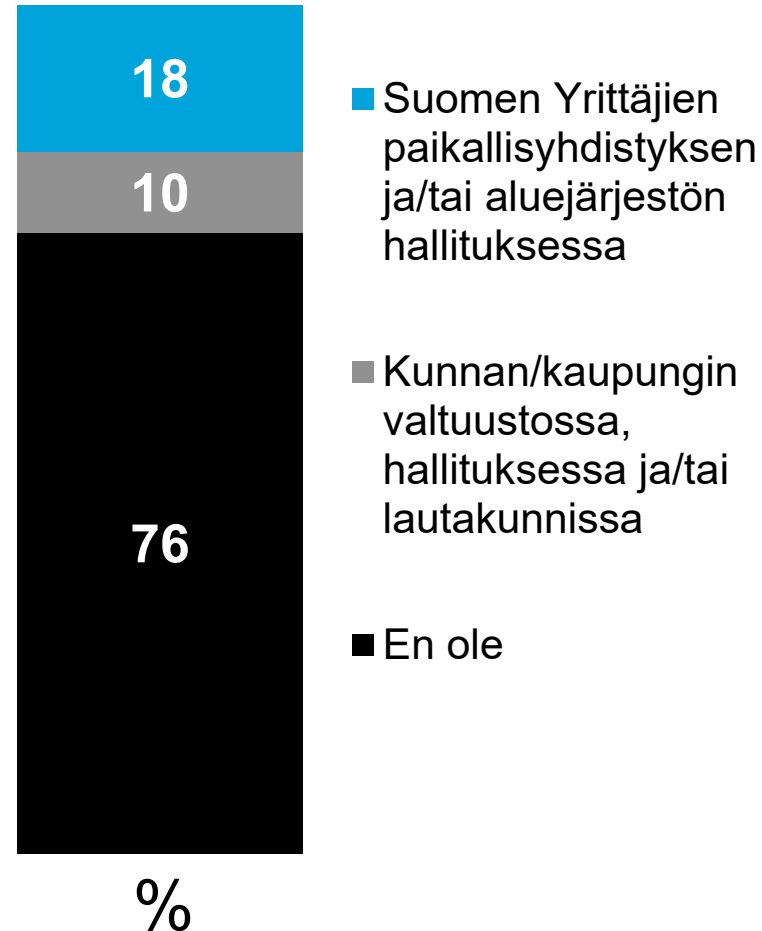 18
10
76
%
Suomen Yrittäjien
paikallisyhdistyksen
ja/tai aluejärjestön
hallituksessa
Kunnan/kaupungin
valtuustossa,
hallituksessa ja/tai
lautakunnissa
En ole